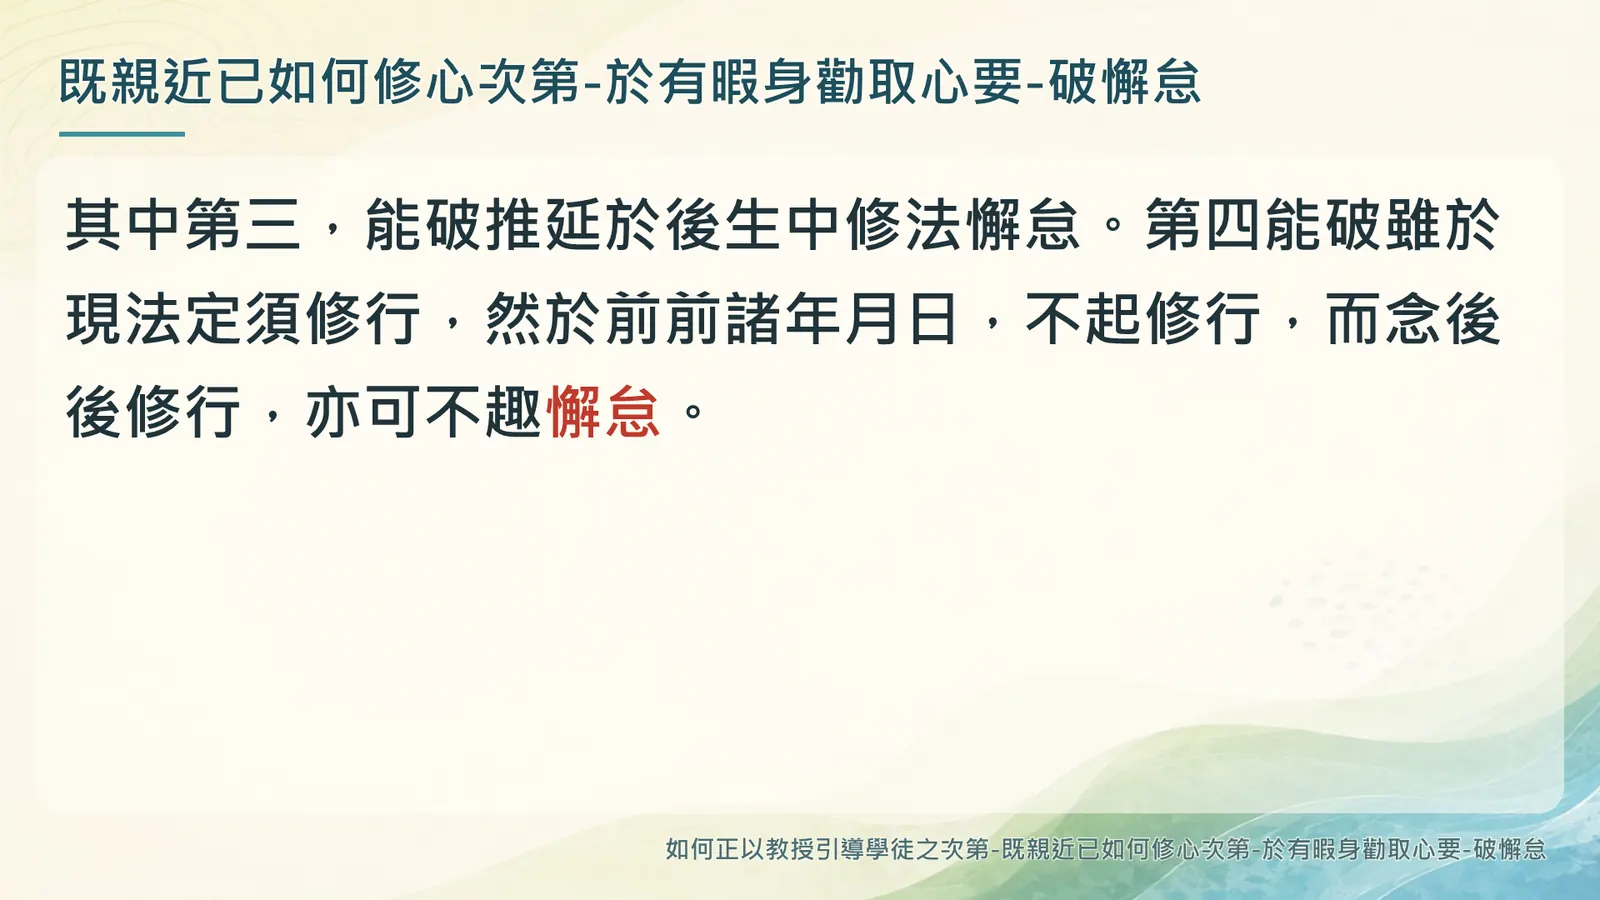 既親近已如何修心次第-於有暇身勸取心要-破懈怠
其中第三，能破推延於後生中修法懈怠。第四能破雖於
現法定須修行，然於前前諸年月日，不起修行，而念後
後修行，亦可不趣懈怠。
如何正以教授引導學徒之次第-既親近已如何修心次第-於有暇身勸取心要-破懈怠